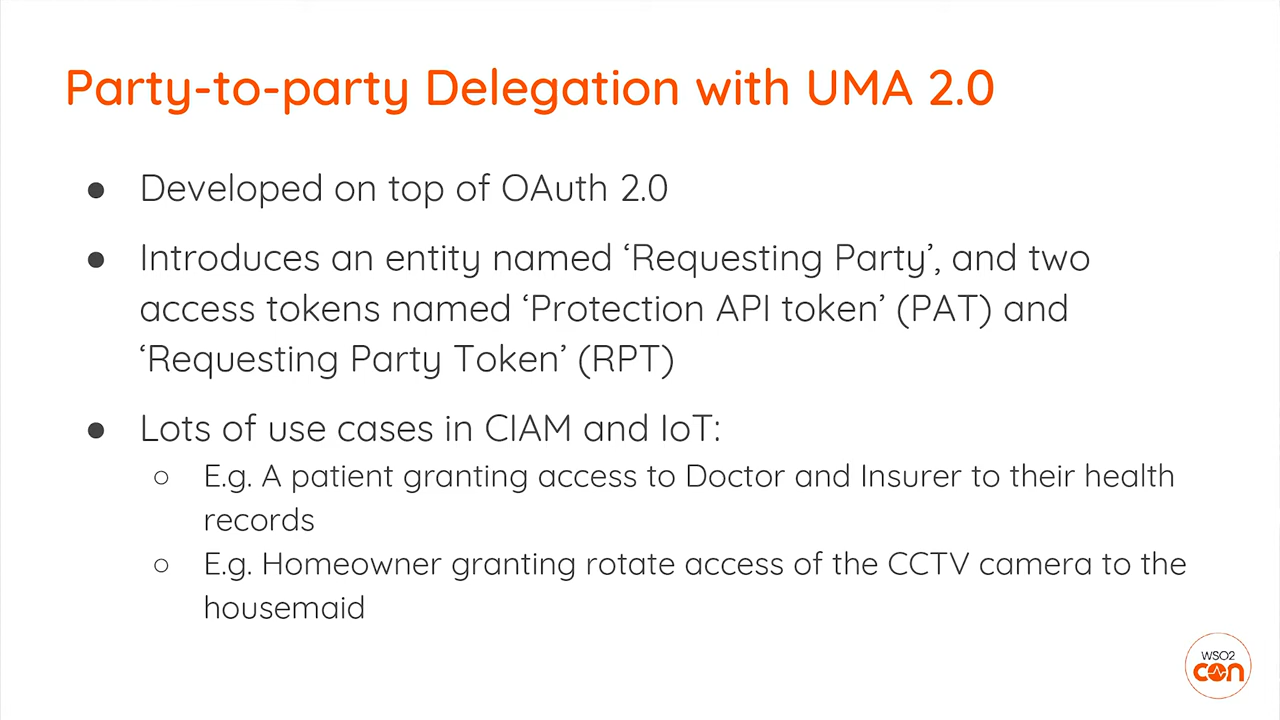 Party-to-party Delegation with UMA 2.0
● Developed on top of OAuth 2.0
● Introduces an entity named ‘Requesting Party’, and two
access tokens named ‘Protection API token’ (PAT) and
‘Requesting Party Token’ (RPT)
● Lots of use cases in CIAM and IoT:
○ E.g. A patient granting access to Doctor and Insurer to their health
records
○ E.g. Homeowner granting rotate access of the CCTV camera to the
housemaid
WSO2
con